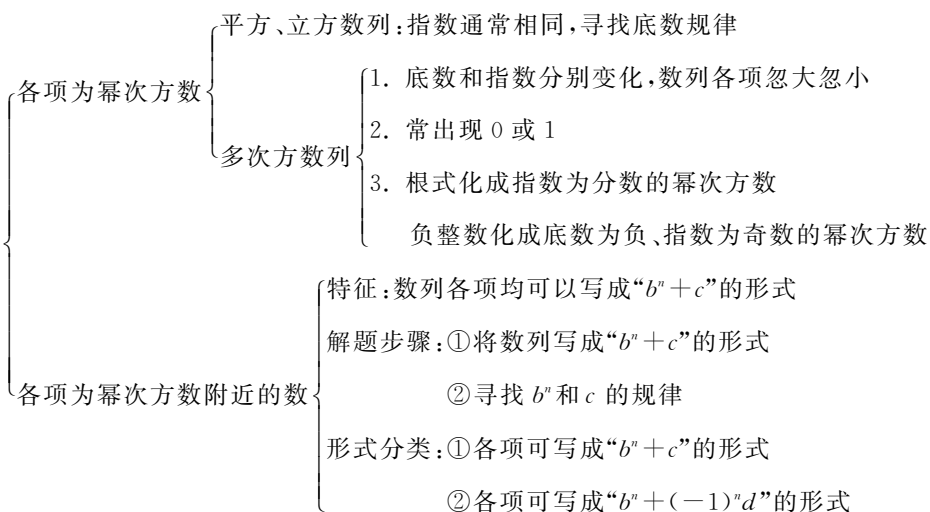 平方、立方数列:指数通常相同,寻找底数规律
各项为幂次方数
1. 底数和指数分别变化,数列各项忽大忽小
2. 常出现 0 或 1
多次方数列
3. 根式化成指数为分数的幂次方数
负整数化成底数为负、指数为奇数的幂次方数
特征:数列各项均可以写成“bⁿ+c”的形式
解题步骤:①将数列写成“bⁿ+c”的形式
各项为幂次方数附近的数
②寻找 bⁿ和 c 的规律
形式分类:①各项可写成“bⁿ+c”的形式
②各项可写成“bⁿ+(-1)ⁿd”的形式